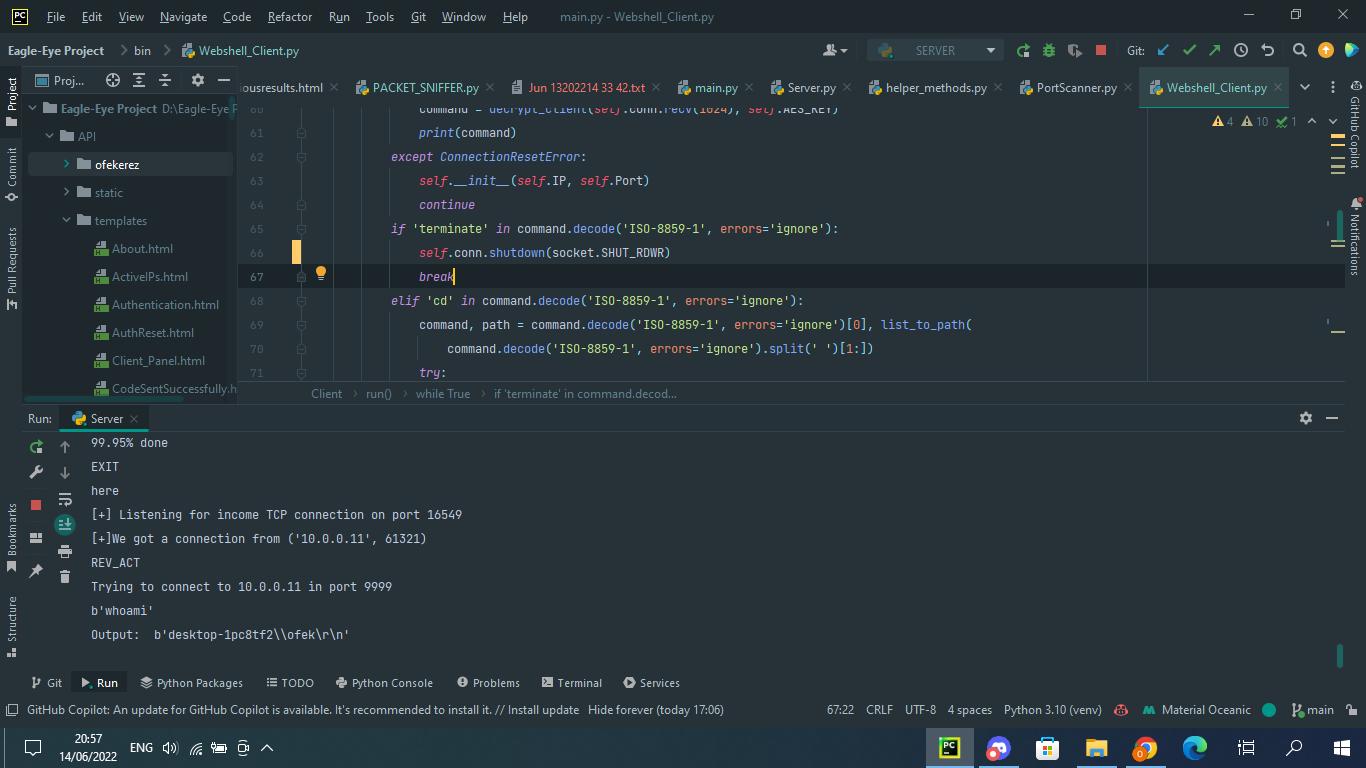 PC File Edit View Navigate Code Refactor Run Tools Git Window Help main.py - Webshell_Client.py
Eagle-Eye Project bin Webshell_Client.py SERVER Git:
Project
Commit
Pull Requests
Bookmarks
Structure
Proj...
Eagle-Eye Project D:\Eagle-Eye P
API
ofekerez
static
templates
About.html
ActiveIPs.html
Authentication.html
AuthReset.html
Client_Panel.html
CodeSentSuccessfully.h
iousresults.html PACKET_SNIFFER.py Jun 13202214 33 42.txt main.py Server.py helper_methods.py PortScanner.py Webshell_Client.py
4 10 1
60 command = decrypt_client(self.conn.recv(1024), self.AES_KEY)
61 print(command)
62 except ConnectionResetError:
63 self.__init__(self.IP, self.Port)
64 continue
65 if 'terminate' in command.decode('ISO-8859-1', errors='ignore'):
66 self.conn.shutdown(socket.SHUT_RDWR)
67 break
68 elif 'cd' in command.decode('ISO-8859-1', errors='ignore'):
69 command, path = command.decode('ISO-8859-1', errors='ignore')[0], list_to_path(
70 command.decode('ISO-8859-1', errors='ignore').split(' ')[1:])
71 try:
Client run() while True if 'terminate' in command.decod...
GitHub Copilot
Notifications
Run: Server
99.95% done
EXIT
here
[+] Listening for income TCP connection on port 16549
[+]We got a connection from ('10.0.0.11', 61321)
REV_ACT
Trying to connect to 10.0.0.11 in port 9999
b'whoami'
Output:  b'desktop-1pc8tf2\\ofek\r\n'
Git Run Python Packages TODO Python Console Problems Terminal Services
GitHub Copilot: An update for GitHub Copilot is available. It's recommended to install it. // Install update Hide forever (today 17:06) 67:22 CRLF UTF-8 4 spaces Python 3.10 (venv) Material Oceanic main
20:57
14/06/2022
ENG
PC